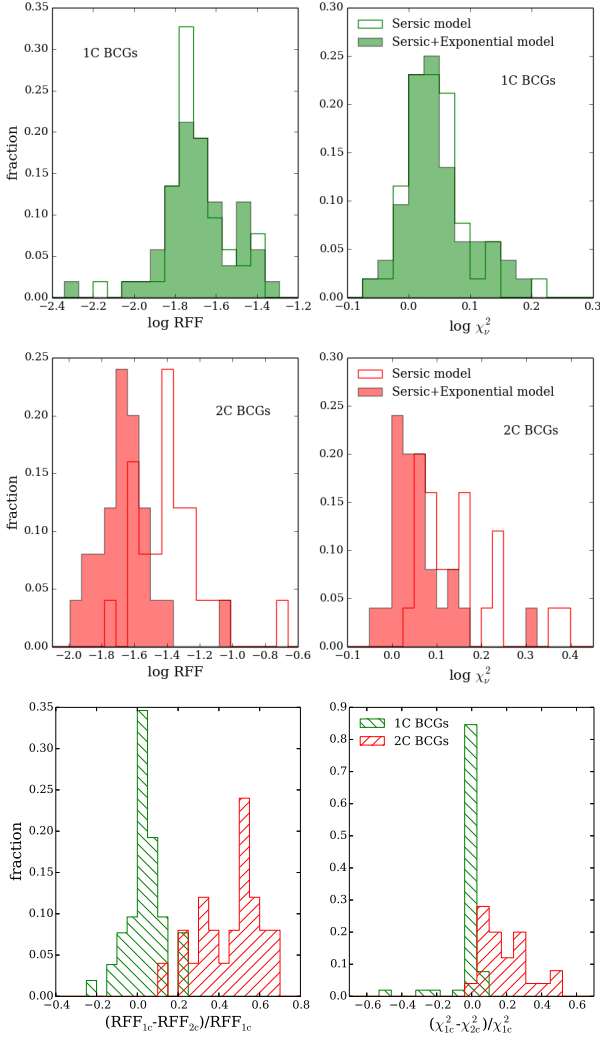 0.35
0.30
0.25
0.20
0.15
0.10
0.05
0.00
fraction
1C BCGs
−2.4 −2.2 −2.0 −1.8 −1.6 −1.4 −1.2
log RFF
0.30
0.25
0.20
0.15
0.10
0.05
0.00
Sersic model
Sersic+Exponential model
1C BCGs
−0.1 0.0 0.1 0.2 0.3
log χ²ᵥ
0.25
0.20
0.15
0.10
0.05
0.00
fraction
2C BCGs
−2.0 −1.8 −1.6 −1.4 −1.2 −1.0 −0.8 −0.6
log RFF
0.30
0.25
0.20
0.15
0.10
0.05
0.00
Sersic model
Sersic+Exponential model
2C BCGs
−0.1 0.0 0.1 0.2 0.3 0.4
log χ²ᵥ
0.35
0.30
0.25
0.20
0.15
0.10
0.05
0.00
fraction
−0.4 −0.2 0.0 0.2 0.4 0.6 0.8
(RFF1c-RFF2c)/RFF1c
0.9
0.8
0.7
0.6
0.5
0.4
0.3
0.2
0.1
0.0
1C BCGs
2C BCGs
−0.6 −0.4 −0.2 0.0 0.2 0.4 0.6
(χ²1c-χ²2c)/χ²1c